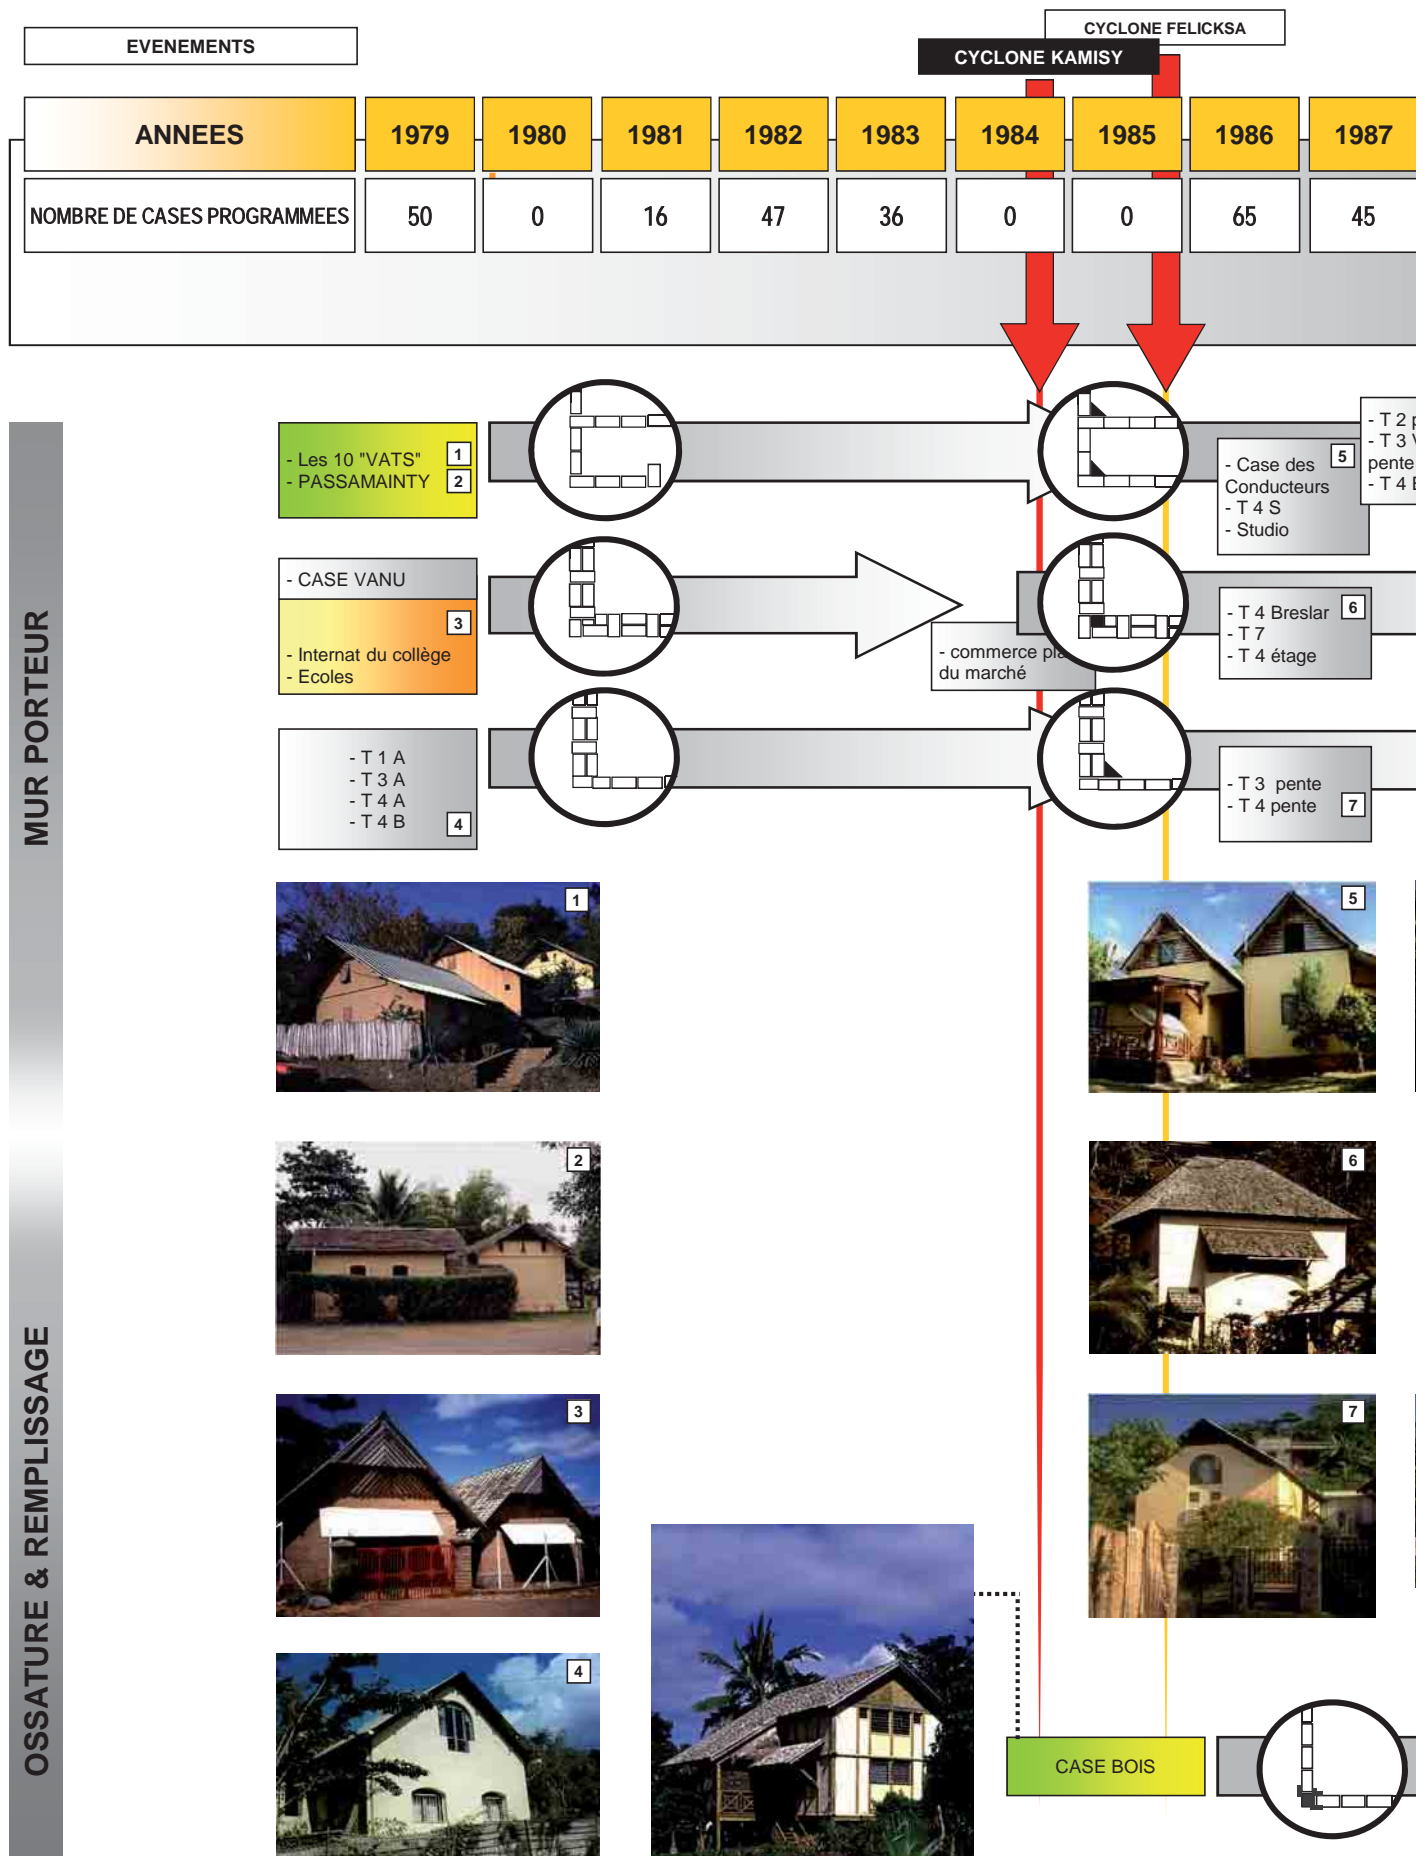 EVENEMENTS
CYCLONE FELICKSA
CYCLONE KAMISY
ANNEES 1979 1980 1981 1982 1983 1984 1985 1986 1987
NOMBRE DE CASES PROGRAMMEES 50 0 16 47 36 0 0 65 45
MUR PORTEUR
- Les 10 "VATS" 1
- PASSAMAINTY 2
5
- Case des
Conducteurs
- T 4 S
- Studio
- T 2
- T 3
pente
- T 4
- CASE VANU
3
- Internat du collège
- Ecoles
- commerce
du marché
- T 4 Breslar 6
- T 7
- T 4 étage
- T 1 A
- T 3 A
- T 4 A
- T 4 B 4
- T 3 pente
- T 4 pente 7
1
5
2
6
OSSATURE & REMPLISSAGE
3
7
4
CASE BOIS